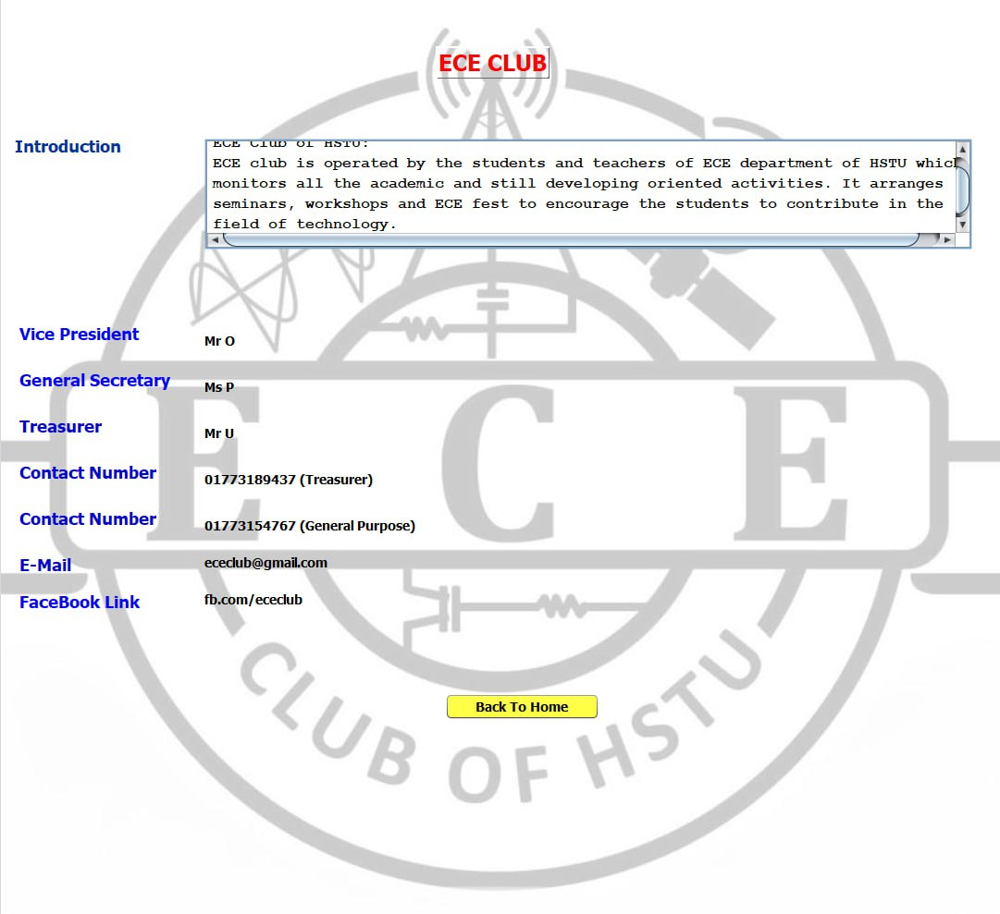 ECE CLUB
Introduction
ECE Club of HSTU:
ECE club is operated by the students and teachers of ECE department of HSTU which
monitors all the academic and still developing oriented activities. It arranges
seminars, workshops and ECE fest to encourage the students to contribute in the
field of technology.
Vice President
Mr O
General Secretary
Ms P
Treasurer
Mr U
Contact Number
01773189437 (Treasurer)
Contact Number
01773154767 (General Purpose)
E-Mail
ececlub@gmail.com
FaceBook Link
fb.com/ececlub
Back To Home
E C E
CLUB OF HSTU